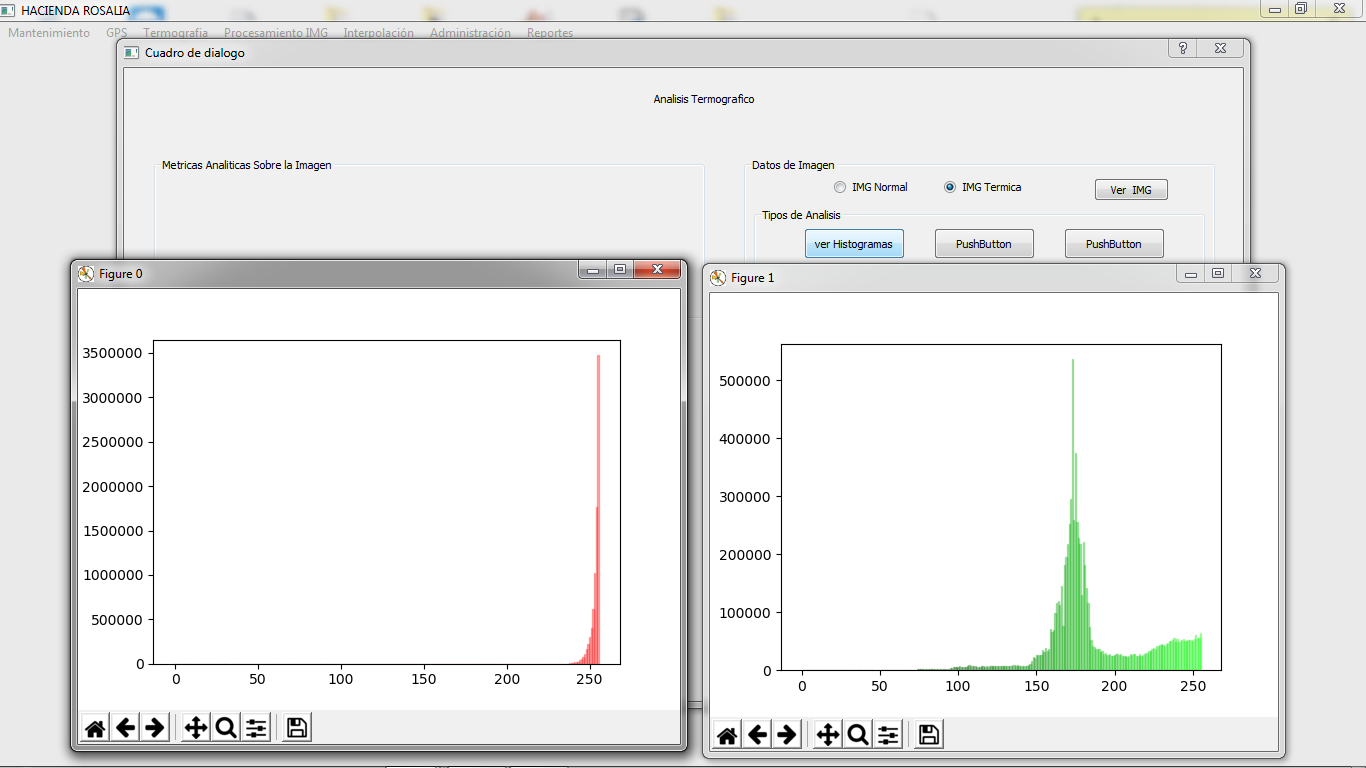 HACIENDA ROSALIA
Mantenimiento GPS Termografia Procesamiento IMG Interpolación Administración Reportes
Cuadro de dialogo
Analisis Termografico
Metricas Analiticas Sobre la Imagen
Datos de Imagen
IMG Normal
IMG Termica
Ver IMG
Tipos de Analisis
ver Histogramas
PushButton
PushButton
Figure 0
3500000
3000000
2500000
2000000
1500000
1000000
500000
0
0 50 100 150 200 250
Figure 1
500000
400000
300000
200000
100000
0
0 50 100 150 200 250